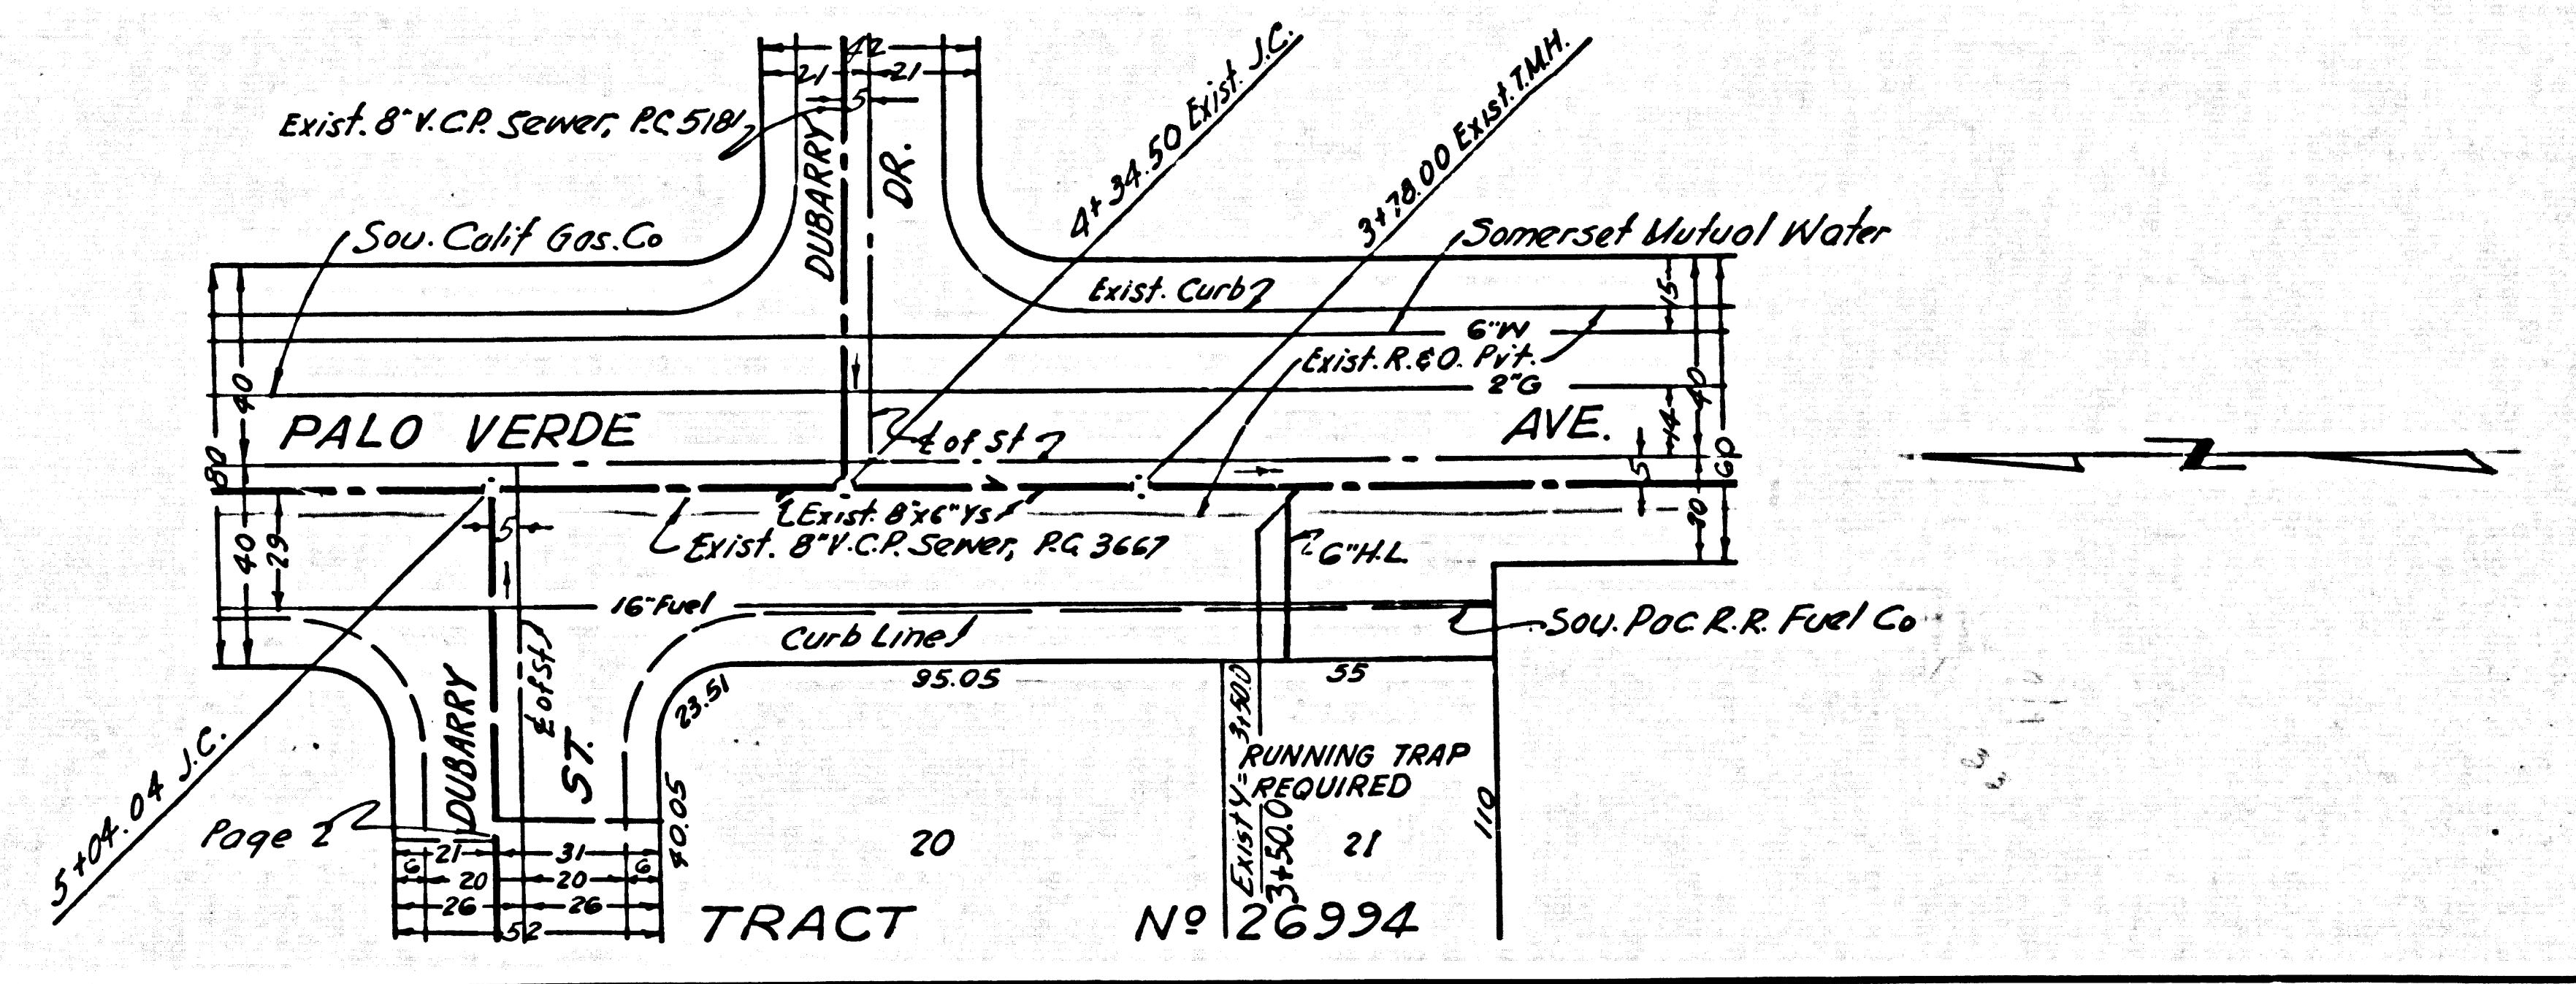 42
21 21
5
Exist. 8" V.C.P. Sewer, P.C. 5181
DUBARRY
DR.
4+34.50 Exist. J.C.
3+78.00 Exist. T.M.H.
Sou. Calif Gas. Co
Somerset Mutual Water
Exist. Curb
15
6"W
Exist. R.&O. Pvt.
2"G
40
40
PALO VERDE
AVE.
14
℄ of St
80
5
60
Exist. 8"x6" Ys
Exist. 8" V.C.P. Sewer, P.C. 3667
5
30
40
29
6"H.L.
16" Fuel
Curb Line
Sou. Pac. R.R. Fuel Co
95.05
55
23.51
℄ of St
DUBARRY
ST.
5+04.04 J.C.
Page 2
40.05
Exist Y= 3+50.0
3+50.0
RUNNING TRAP
REQUIRED
110
20
21
21 31
6 20 20 6
26 26
52
TRACT Nº 26994